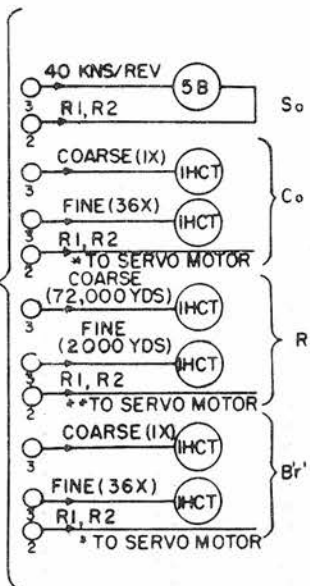 40 KNS/REV 5B
3
R1, R2
2
So
COARSE (1X) 1HCT
3
Co
FINE (36X) 1HCT
3
R1, R2
2
*TO SERVO MOTOR
COARSE
(72,000 YDS) 1HCT
3
R
FINE
(2000 YDS) 1HCT
3
R1, R2
2
**TO SERVO MOTOR
COARSE (1X) 1HCT
3
B'r'
FINE (36X) 1HCT
3
R1, R2
2
* TO SERVO MOTOR